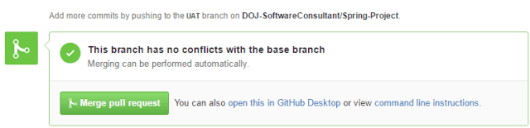 Add more commits by pushing to the UAT branch on DOJ-SoftwareConsultant/Spring-Project.
This branch has no conflicts with the base branch
Merging can be performed automatically.
Merge pull request You can also open this in GitHub Desktop or view command line instructions.